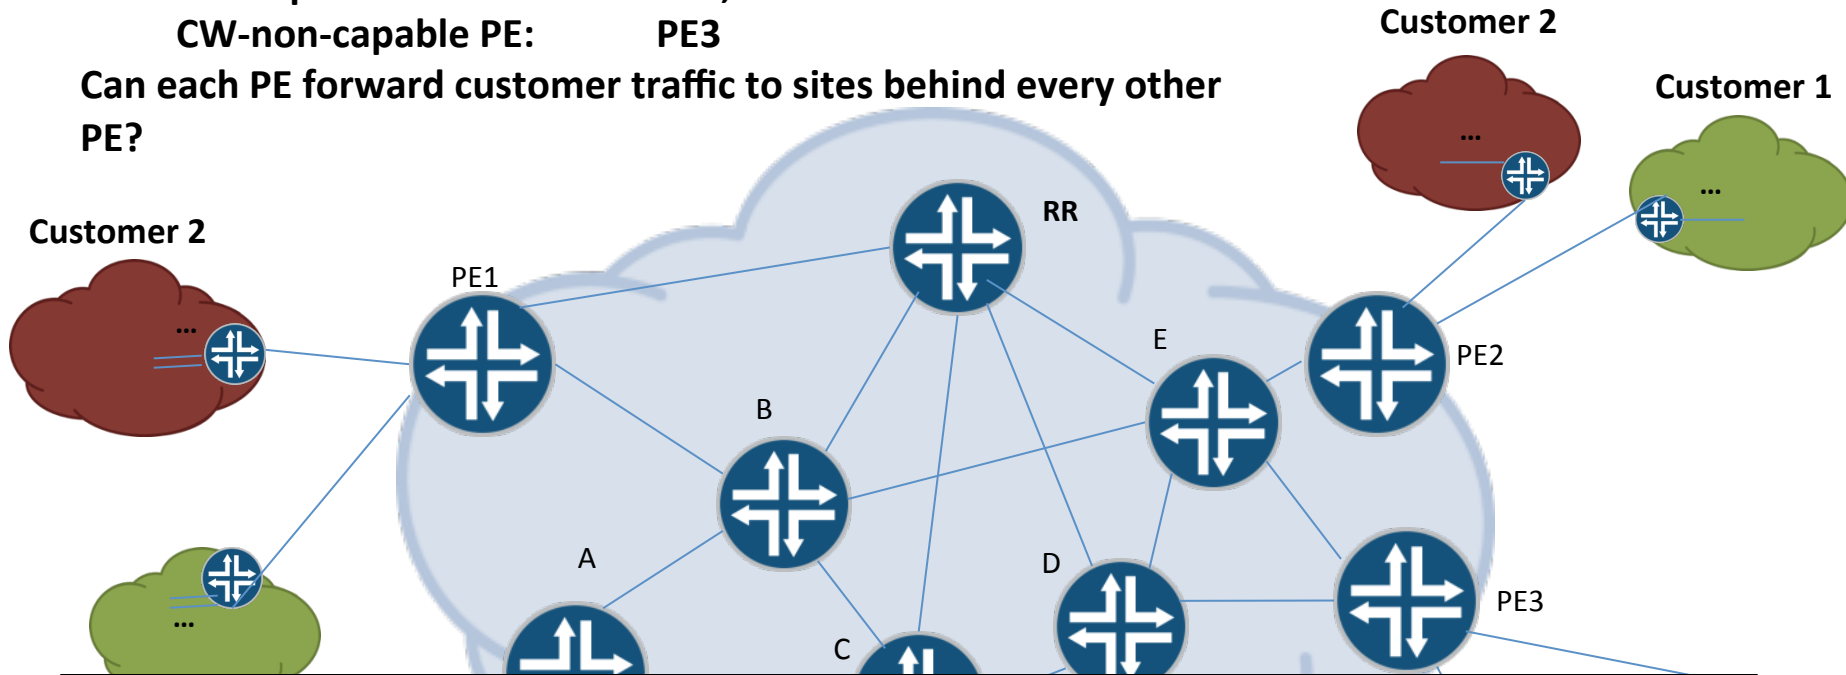 CW-non-capable PE: PE3
Can each PE forward customer traffic to sites behind every other
PE?
Customer 2
Customer 1
...
...
RR
Customer 2
PE1
...
E
PE2
B
A
D
PE3
C
...